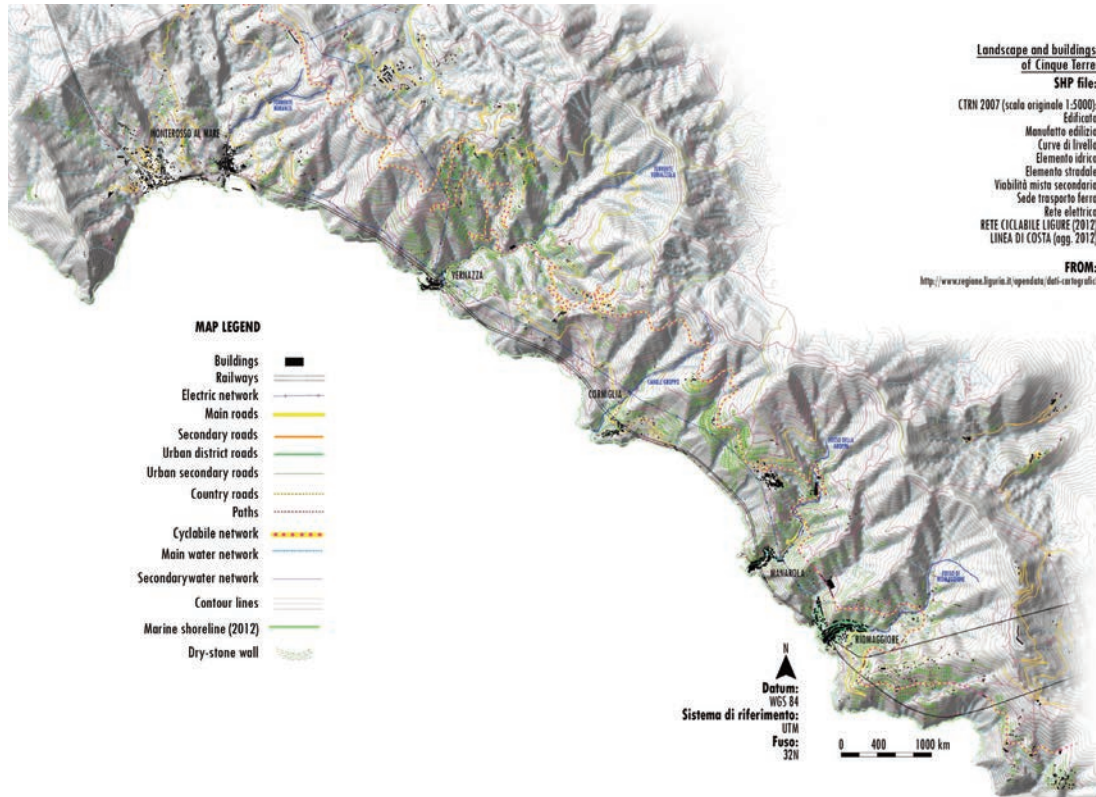 Landscape and buildings
of Cinque Terre
SHP file:
CTRN 2007 (scala originale 1:5000):
Edificato
Manufatto edilizio
Curve di livello
Elemento idrico
Elemento stradale
Viabilità mista secondaria
Sede trasporto ferro
Rete elettrica
RETE CICLABILE LIGURE (2012)
LINEA DI COSTA (agg. 2012)
FROM:
http://www.regione.liguria.it/opendata/dati-cartografici
MONTEROSSO AL MARE
VERNAZZA
CORNIGLIA
CANALE GROPPO
MANAROLA
RIOMAGGIORE
MAP LEGEND
Buildings
Railways
Electric network
Main roads
Secondary roads
Urban district roads
Urban secondary roads
Country roads
Paths
Cyclabile network
Main water network
Secondarywater network
Contour lines
Marine shoreline (2012)
Dry-stone wall
N
Datum:
WGS 84
Sistema di riferimento:
UTM
Fuso:
32N
0 400 1000 km